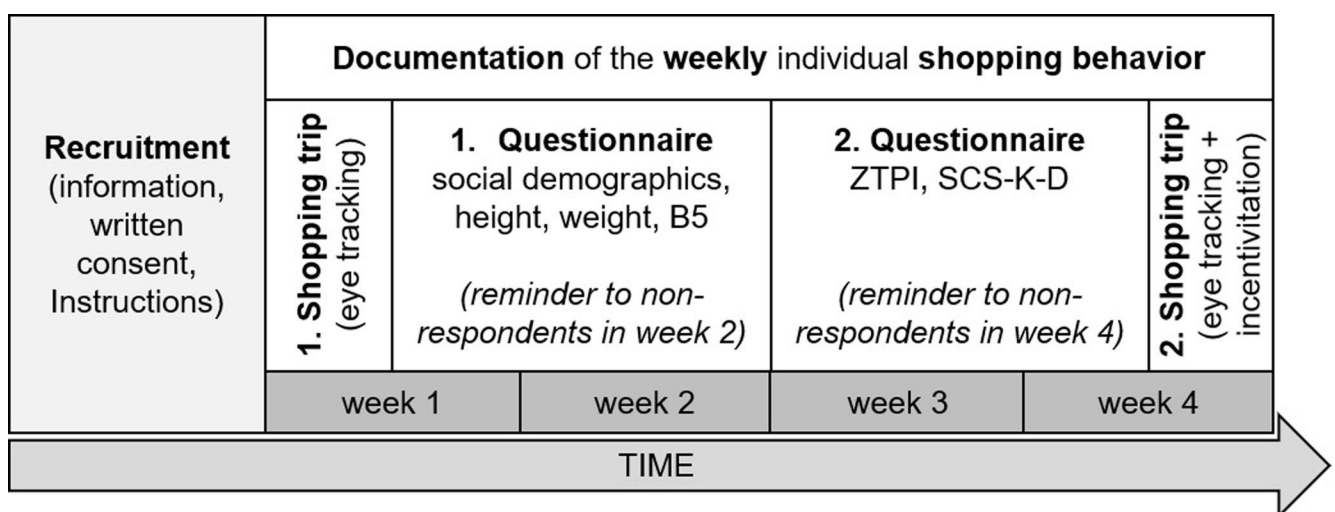 Documentation of the weekly individual shopping behavior
Recruitment
(information,
written
consent,
Instructions)
1. Shopping trip
(eye tracking)
1. Questionnaire
social demographics,
height, weight, B5
(reminder to non-
respondents in week 2)
2. Questionnaire
ZTPI, SCS-K-D
(reminder to non-
respondents in week 4)
2. Shopping trip
(eye tracking +
incentivitation)
week 1
week 2
week 3
week 4
TIME